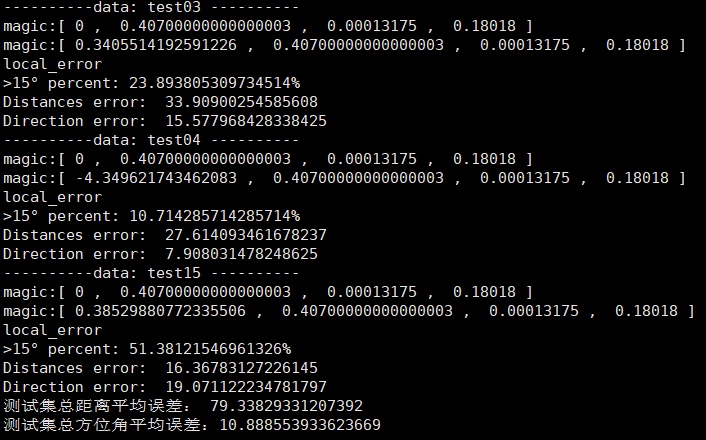 ----------data: test03 ----------
magic:[ 0 ,  0.40700000000000003 ,  0.00013175 ,  0.18018 ]
magic:[ 0.3405514192591226 ,  0.40700000000000003 ,  0.00013175 ,  0.18018 ]
local_error
>15° percent: 23.893805309734514%
Distances error:  33.90900254585608
Direction error:  15.577968428338425
----------data: test04 ----------
magic:[ 0 ,  0.40700000000000003 ,  0.00013175 ,  0.18018 ]
magic:[ -4.349621743462083 ,  0.40700000000000003 ,  0.00013175 ,  0.18018 ]
local_error
>15° percent: 10.714285714285714%
Distances error:  27.614093461678237
Direction error:  7.908031478248625
----------data: test15 ----------
magic:[ 0 ,  0.40700000000000003 ,  0.00013175 ,  0.18018 ]
magic:[ 0.38529880772335506 ,  0.40700000000000003 ,  0.00013175 ,  0.18018 ]
local_error
>15° percent: 51.38121546961326%
Distances error:  16.36783127226145
Direction error:  19.071122234781797
测试集总距离平均误差： 79.33829331207392
测试集总方位角平均误差：10.888553933623669